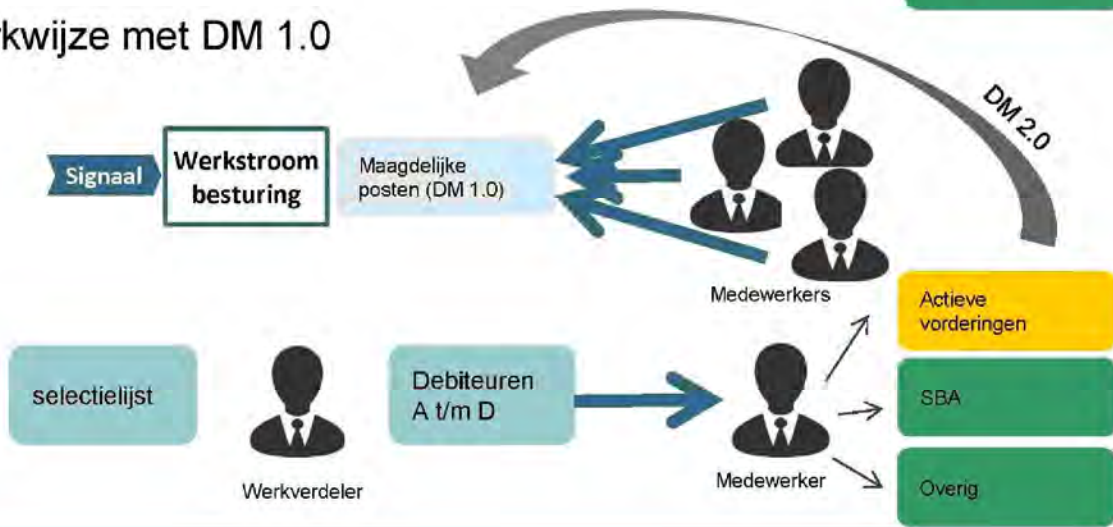 rkwijze met DM 1.0
DM 2.0
Signaal
Werkstroom
besturing
Maagdelijke
posten (DM 1.0)
Medewerkers
Actieve
vorderingen
selectielijst
Werkverdeler
Debiteuren
A t/m D
Medewerker
SBA
Overig